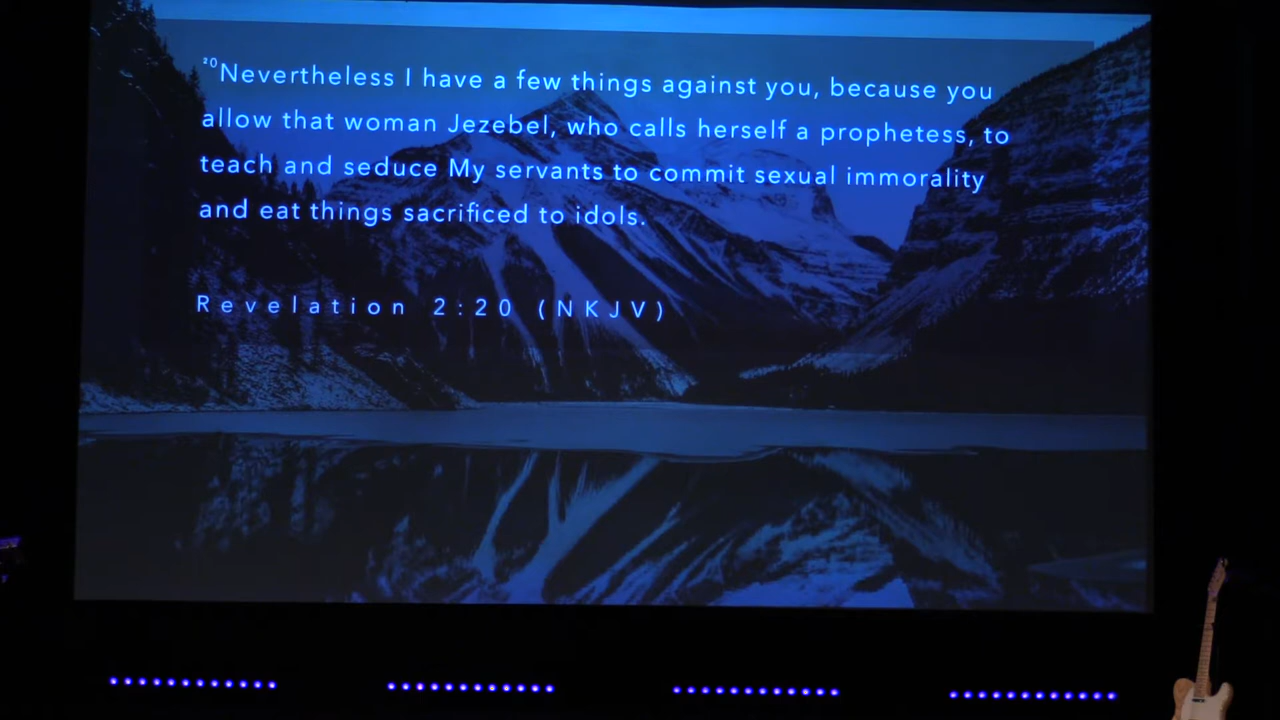 ²⁰Nevertheless I have a few things against you, because you
allow that woman Jezebel, who calls herself a prophetess, to
teach and seduce My servants to commit sexual immorality
and eat things sacrificed to idols.
Revelation 2:20 (NKJV)